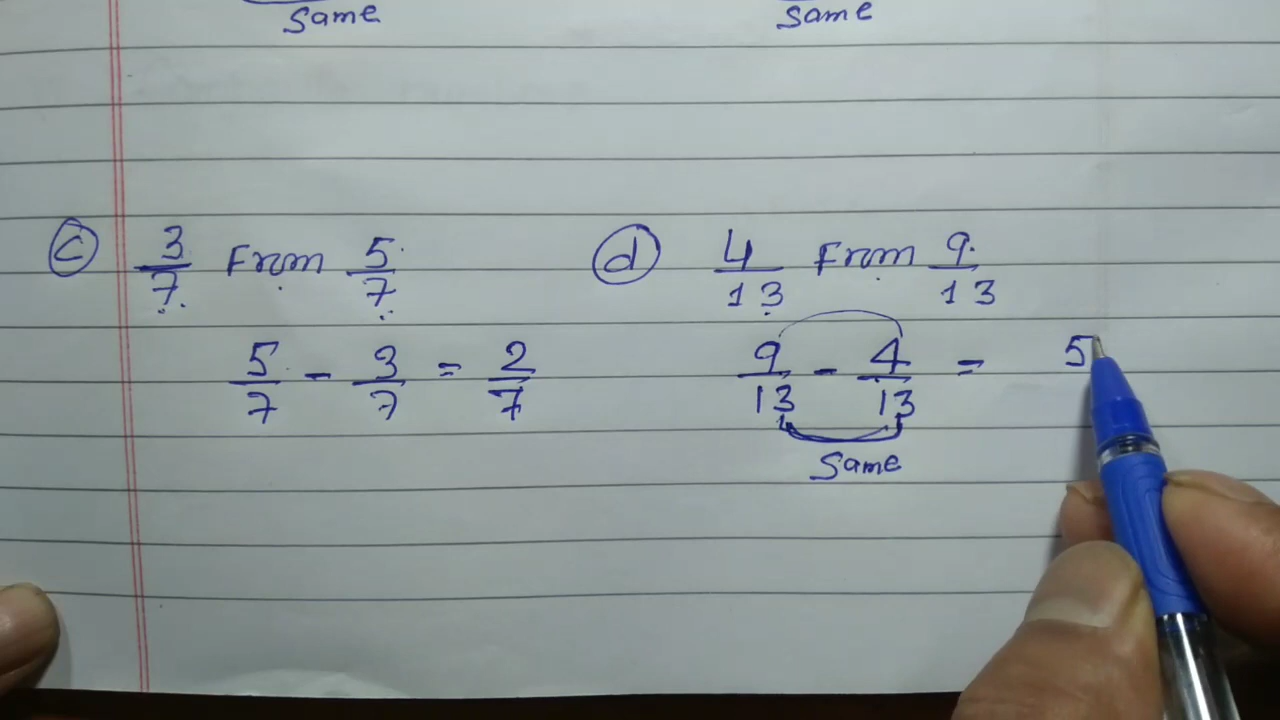 Same Same
(c) 3/7 From 5/7 (d) 4/13 From 9/13
5/7 - 3/7 = 2/7 9/13 - 4/13 = 5
Same